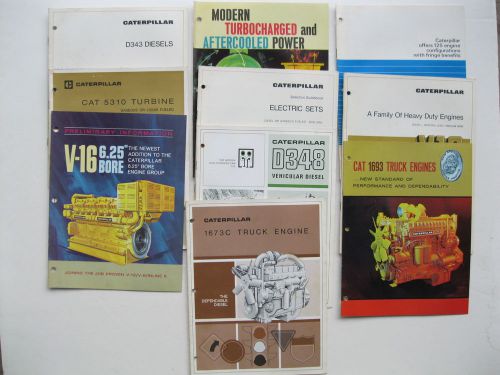 CATERPILLAR
D343 DIESELS
CATERPILLAR
CAT 5310 TURBINE
PRELIMINARY INFORMATION
V-16 6.25"
BORE
THE NEWEST
ADDITION TO THE
CATERPILLAR
6.25" BORE
ENGINE GROUP
MODERN
TURBOCHARGED and
AFTERCOOLED POWER
CATERPILLAR
ELECTRIC SETS
CATERPILLAR
D348
VEHICULAR DIESEL
CATERPILLAR
1673C TRUCK ENGINE
THE
DEPENDABLE
DIESEL
Caterpillar
offers 125 engine
configurations
with fringe benefits
CATERPILLAR
A Family Of Heavy Duty Engines
CAT 1693 TRUCK ENGINES
NEW STANDARD OF
PERFORMANCE AND DEPENDABILITY